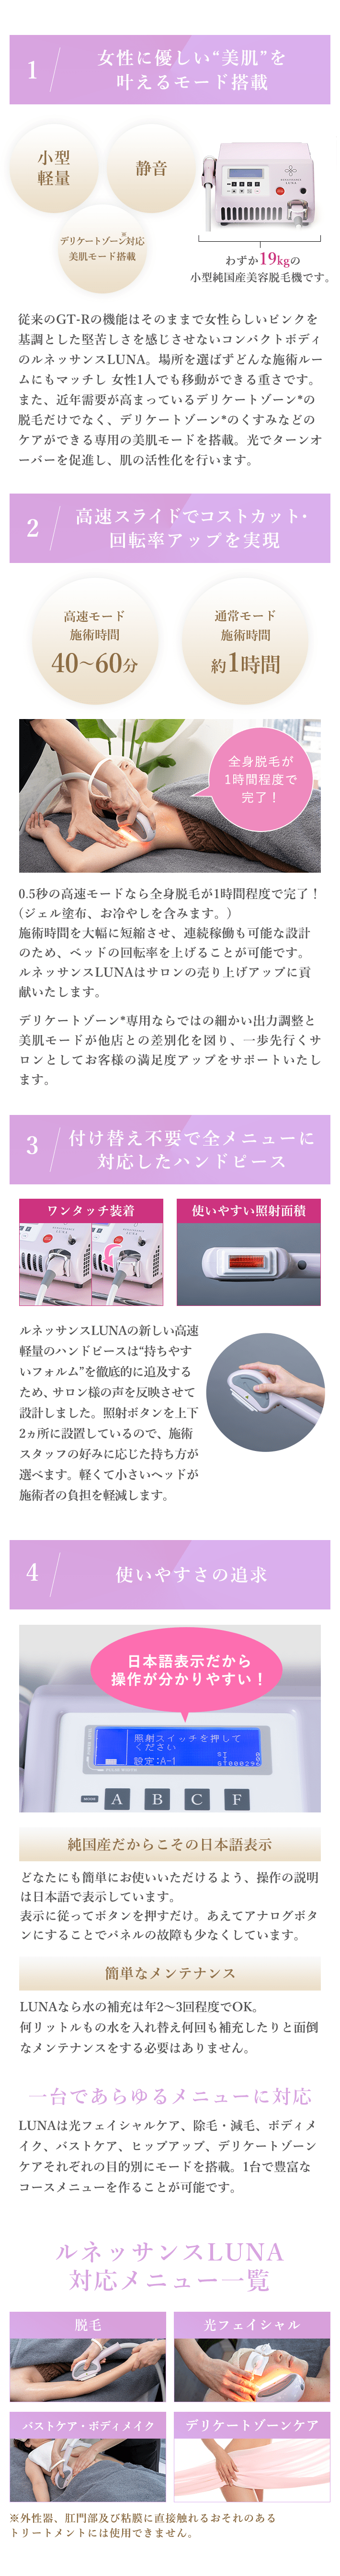 1
女性に優しい“美肌”を
叶えるモード搭載
小型
軽量
静音
デリケートゾーン対応※
美肌モード搭載
わずか19kgの
小型純国産美容脱毛機です。
従来のGT-Rの機能はそのままで女性らしいピンクを
基調とした堅苦しさを感じさせないコンパクトボディ
のルネッサンスLUNA。場所を選ばずどんな施術ルー
ムにもマッチし 女性1人でも移動ができる重さです。
また、近年需要が高まっているデリケートゾーン*の
脱毛だけでなく、デリケートゾーン*のくすみなどの
ケアができる専用の美肌モードを搭載。光でターンオ
ーバーを促進し、肌の活性化を行います。
2
高速スライドでコストカット・
回転率アップを実現
高速モード
施術時間
40~60分
通常モード
施術時間
約1時間
全身脱毛が
1時間程度で
完了！
0.5秒の高速モードなら全身脱毛が1時間程度で完了！
（ジェル塗布、お冷やしを含みます。）
施術時間を大幅に短縮させ、連続稼働も可能な設計
のため、ベッドの回転率を上げることが可能です。
ルネッサンスLUNAはサロンの売り上げアップに貢
献いたします。
デリケートゾーン*専用ならではの細かい出力調整と
美肌モードが他店との差別化を図り、一歩先行くサ
ロンとしてお客様の満足度アップをサポートいたし
ます。
3
付け替え不要で全メニューに
対応したハンドピース
ワンタッチ装着
使いやすい照射面積
ルネッサンスLUNAの新しい高速
軽量のハンドピースは“持ちやす
いフォルム”を徹底的に追及する
ため、サロン様の声を反映させて
設計しました。照射ボタンを上下
2ヵ所に設置しているので、施術
スタッフの好みに応じた持ち方が
選べます。軽くて小さいヘッドが
施術者の負担を軽減します。
4
使いやすさの追求
日本語表示だから
操作が分かりやすい！
照射スイッチを押して
ください
設定:A-1
A B C F
純国産だからこその日本語表示
どなたにも簡単にお使いいただけるよう、操作の説明
は日本語で表示しています。
表示に従ってボタンを押すだけ。あえてアナログボタ
ンにすることでパネルの故障も少なくしています。
簡単なメンテナンス
LUNAなら水の補充は年2〜3回程度でOK。
何リットルもの水を入れ替え何回も補充したりと面倒
なメンテナンスをする必要はありません。
一台であらゆるメニューに対応
LUNAは光フェイシャルケア、除毛・減毛、ボディメ
イク、バストケア、ヒップアップ、デリケートゾーン
ケアそれぞれの目的別にモードを搭載。1台で豊富な
コースメニューを作ることが可能です。
ルネッサンスLUNA
対応メニュー一覧
脱毛
光フェイシャル
バストケア・ボディメイク
デリケートゾーンケア
※外性器、肛門部及び粘膜に直接触れるおそれのある
トリートメントには使用できません。